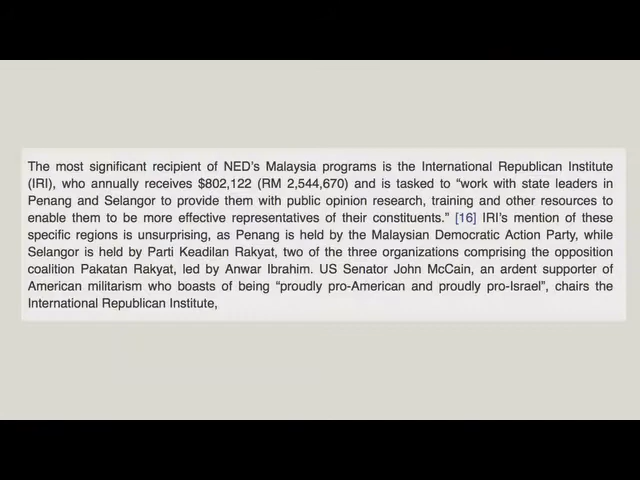 The most significant recipient of NED's Malaysia programs is the International Republican Institute
(IRI), who annually receives $802,122 (RM 2,544,670) and is tasked to “work with state leaders in
Penang and Selangor to provide them with public opinion research, training and other resources to
enable them to be more effective representatives of their constituents.” [16] IRI's mention of these
specific regions is unsurprising, as Penang is held by the Malaysian Democratic Action Party, while
Selangor is held by Parti Keadilan Rakyat, two of the three organizations comprising the opposition
coalition Pakatan Rakyat, led by Anwar Ibrahim. US Senator John McCain, an ardent supporter of
American militarism who boasts of being “proudly pro-American and proudly pro-Israel”, chairs the
International Republican Institute,